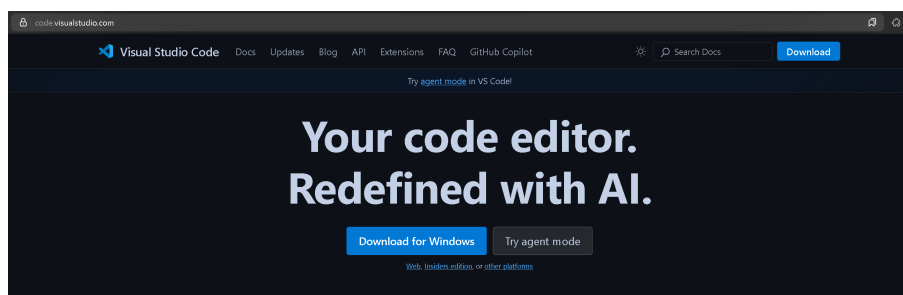 code.visualstudio.com
Visual Studio Code Docs Updates Blog API Extensions FAQ GitHub Copilot Search Docs Download
Try agent mode in VS Code!
Your code editor.
Redefined with AI.
Download for Windows Try agent mode
Web, Insiders edition, or other platforms